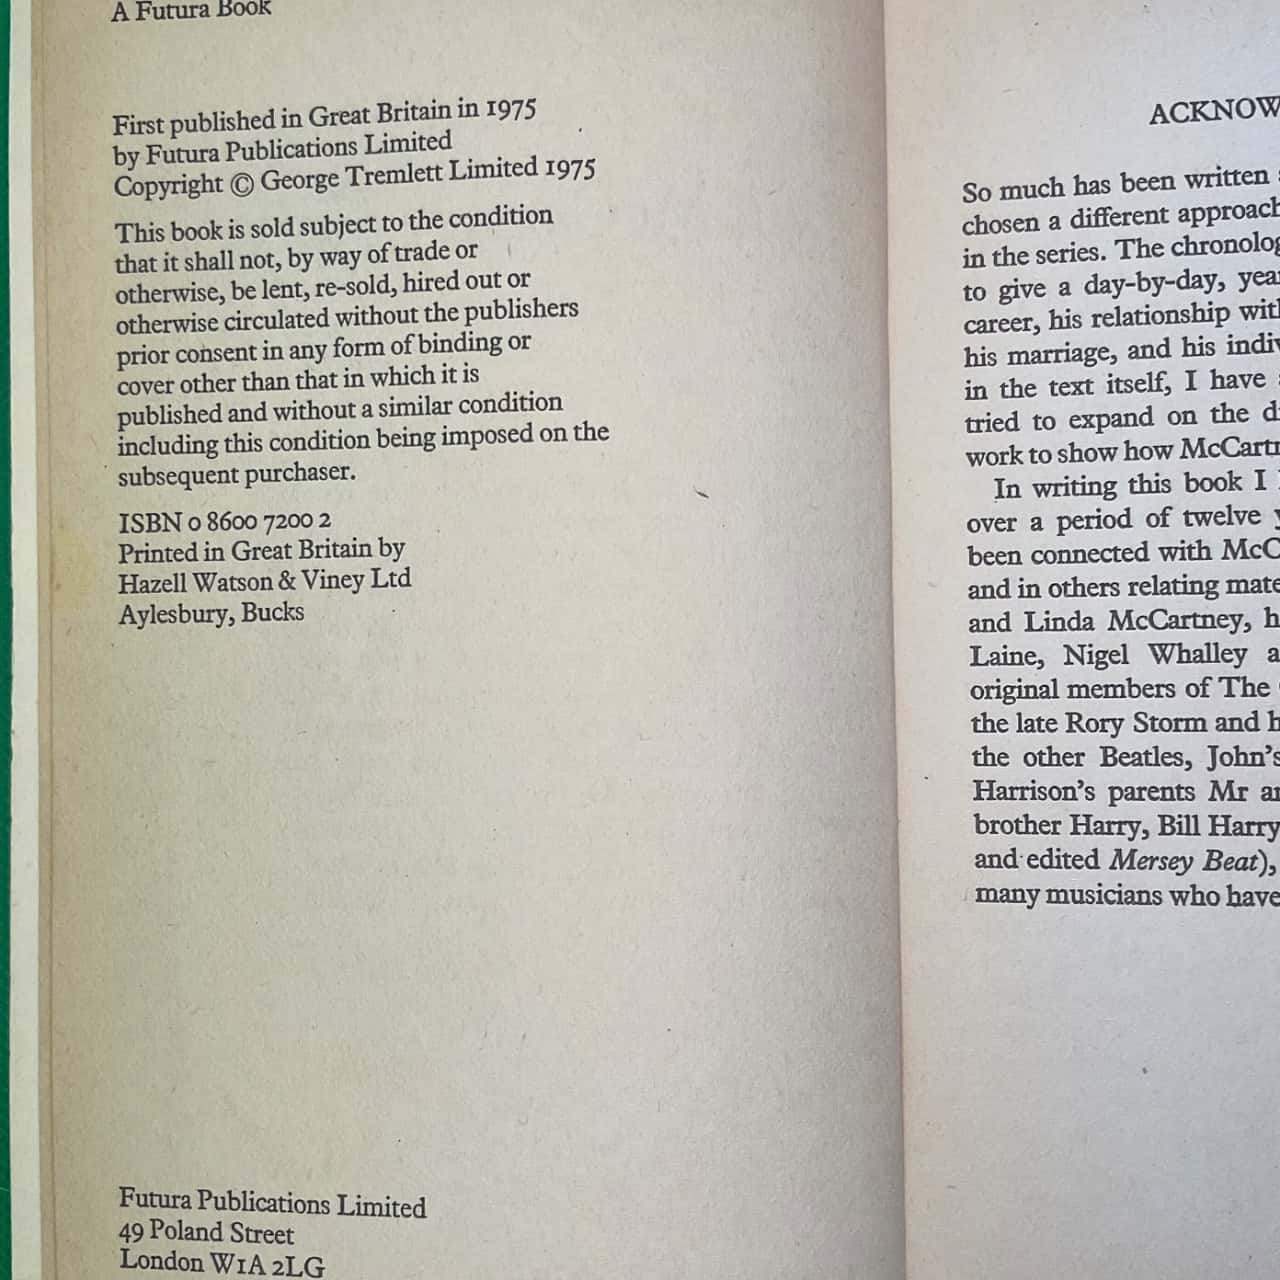 A Futura Book
First published in Great Britain in 1975
by Futura Publications Limited
Copyright © George Tremlett Limited 1975
This book is sold subject to the condition
that it shall not, by way of trade or
otherwise, be lent, re-sold, hired out or
otherwise circulated without the publishers
prior consent in any form of binding or
cover other than that in which it is
published and without a similar condition
including this condition being imposed on the
subsequent purchaser.
ISBN 0 8600 7200 2
Printed in Great Britain by
Hazell Watson & Viney Ltd
Aylesbury, Bucks
Futura Publications Limited
49 Poland Street
London W1A 2LG
ACKNOW
So much has been written
chosen a different approach
in the series. The chronolog
to give a day-by-day, year
career, his relationship with
his marriage, and his indiv
in the text itself, I have
tried to expand on the
work to show how McCartn
In writing this book I
over a period of twelve
been connected with McC
and in others relating mate
and Linda McCartney, h
Laine, Nigel Whalley a
original members of The
the late Rory Storm and h
the other Beatles, John's
Harrison's parents Mr an
brother Harry, Bill Harry
and edited Mersey Beat),
many musicians who have